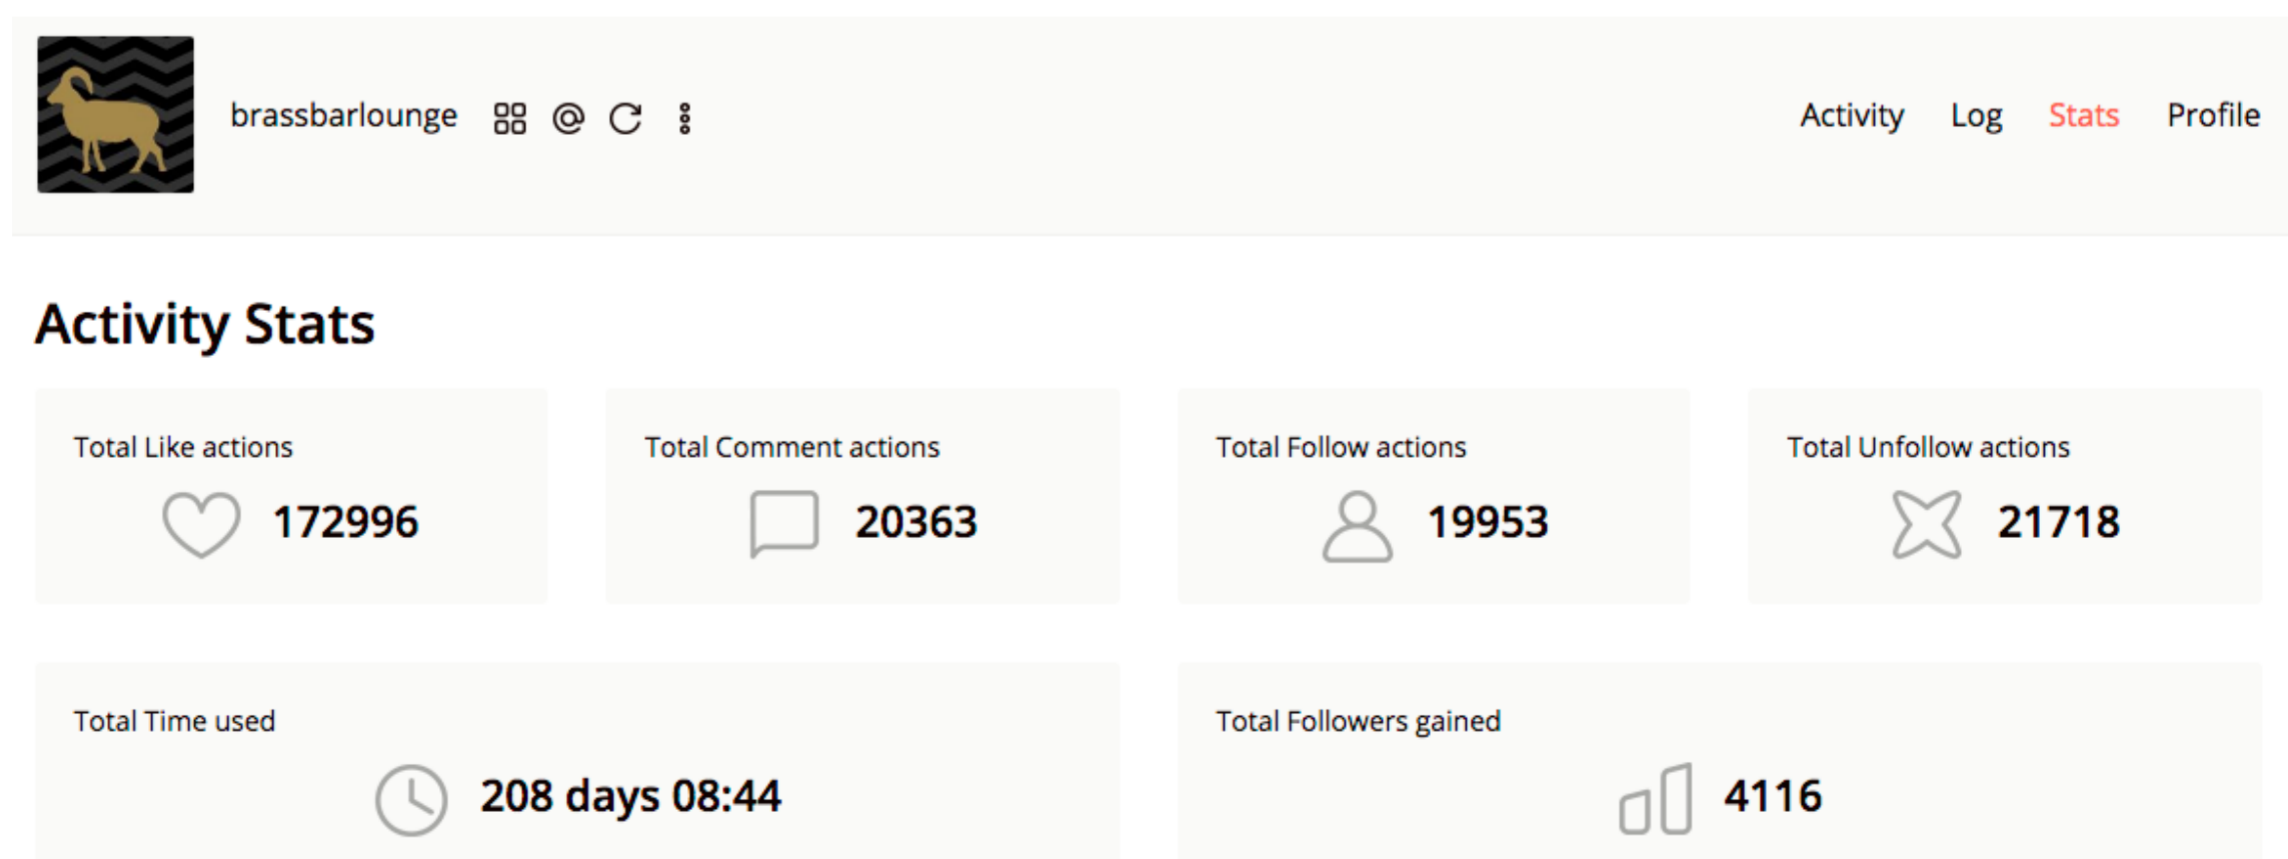 brassbarlounge
Activity Log Stats Profile
Activity Stats
Total Like actions
172996
Total Comment actions
20363
Total Follow actions
19953
Total Unfollow actions
21718
Total Time used
208 days 08:44
Total Followers gained
4116